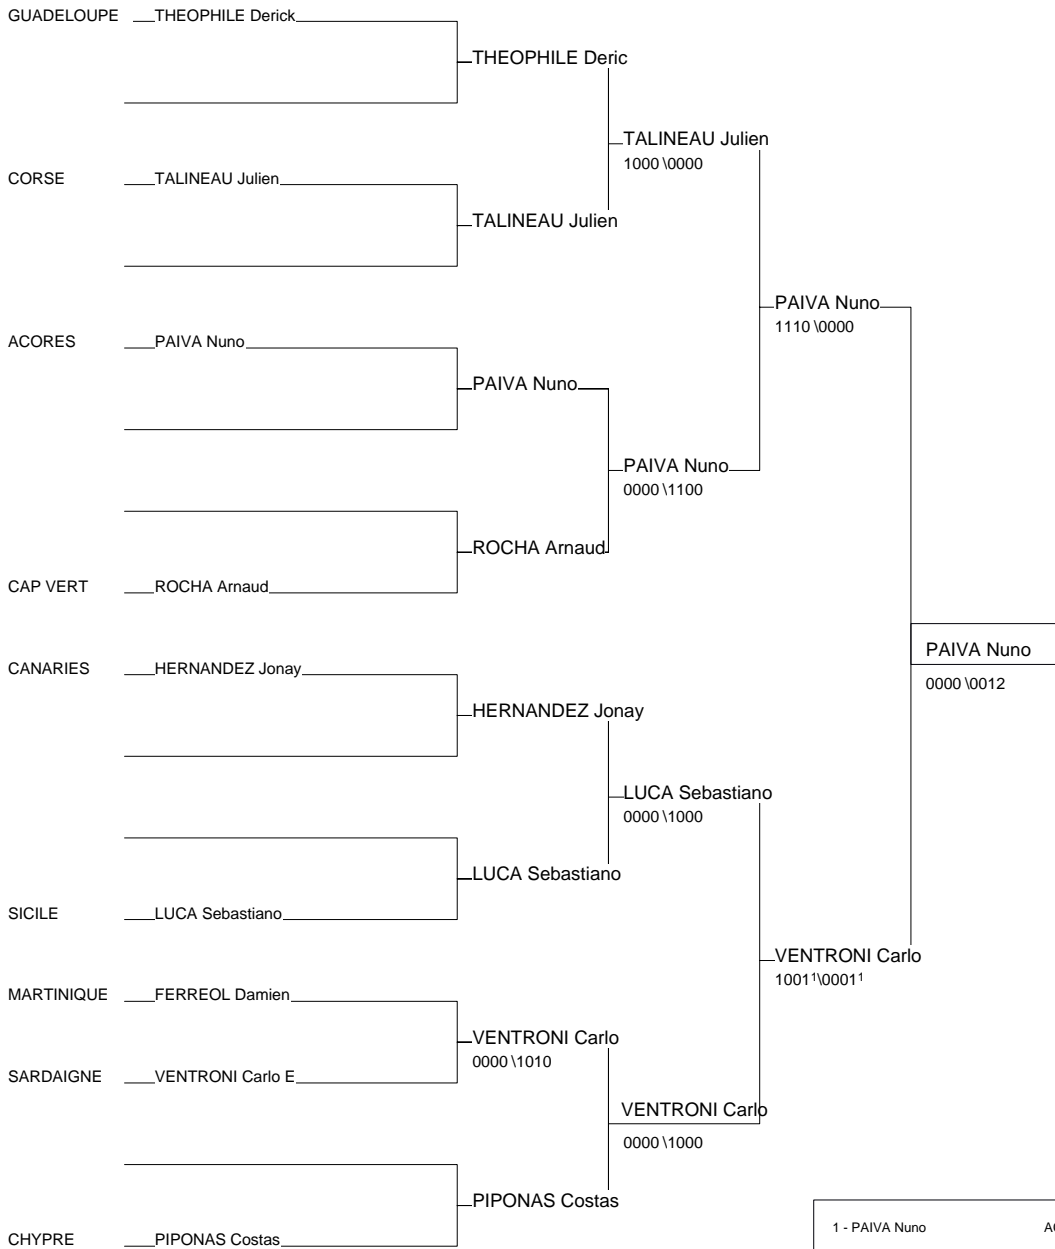 GUADELOUPE THEOPHILE Derick
THEOPHILE Deric
TALINEAU Julien
1000 \0000
CORSE TALINEAU Julien
TALINEAU Julien
PAIVA Nuno
1110 \0000
ACORES PAIVA Nuno
PAIVA Nuno
PAIVA Nuno
0000 \1100
ROCHA Arnaud
CAP VERT ROCHA Arnaud
PAIVA Nuno
0000 \0012
CANARIES HERNANDEZ Jonay
HERNANDEZ Jonay
LUCA Sebastiano
0000 \1000
LUCA Sebastiano
SICILE LUCA Sebastiano
VENTRONI Carlo
1001¹\0001¹
MARTINIQUE FERREOL Damien
VENTRONI Carlo
0000 \1010
SARDAIGNE VENTRONI Carlo E
VENTRONI Carlo
0000 \1000
PIPONAS Costas
1 - PAIVA Nuno
CHYPRE PIPONAS Costas